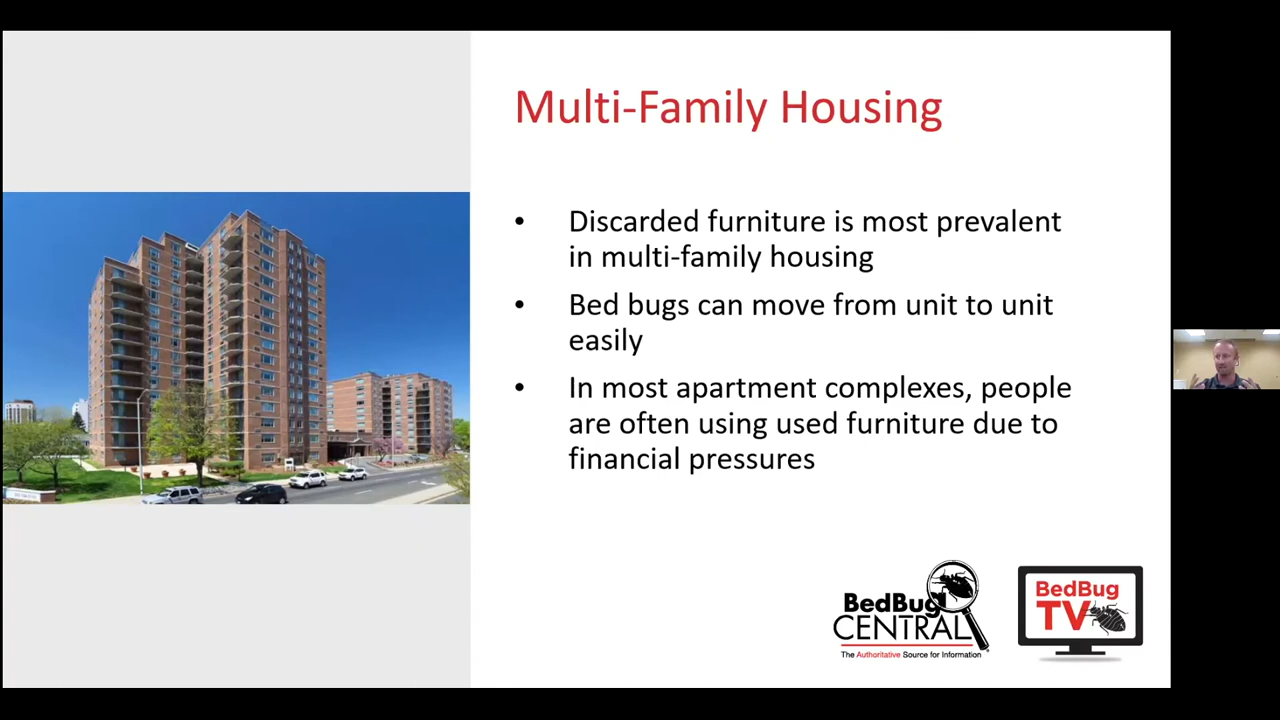 Multi-Family Housing
• Discarded furniture is most prevalent
in multi-family housing
• Bed bugs can move from unit to unit
easily
• In most apartment complexes, people
are often using used furniture due to
financial pressures
BedBug
CENTRAL
The Authoritative Source for Information
BedBug
TV